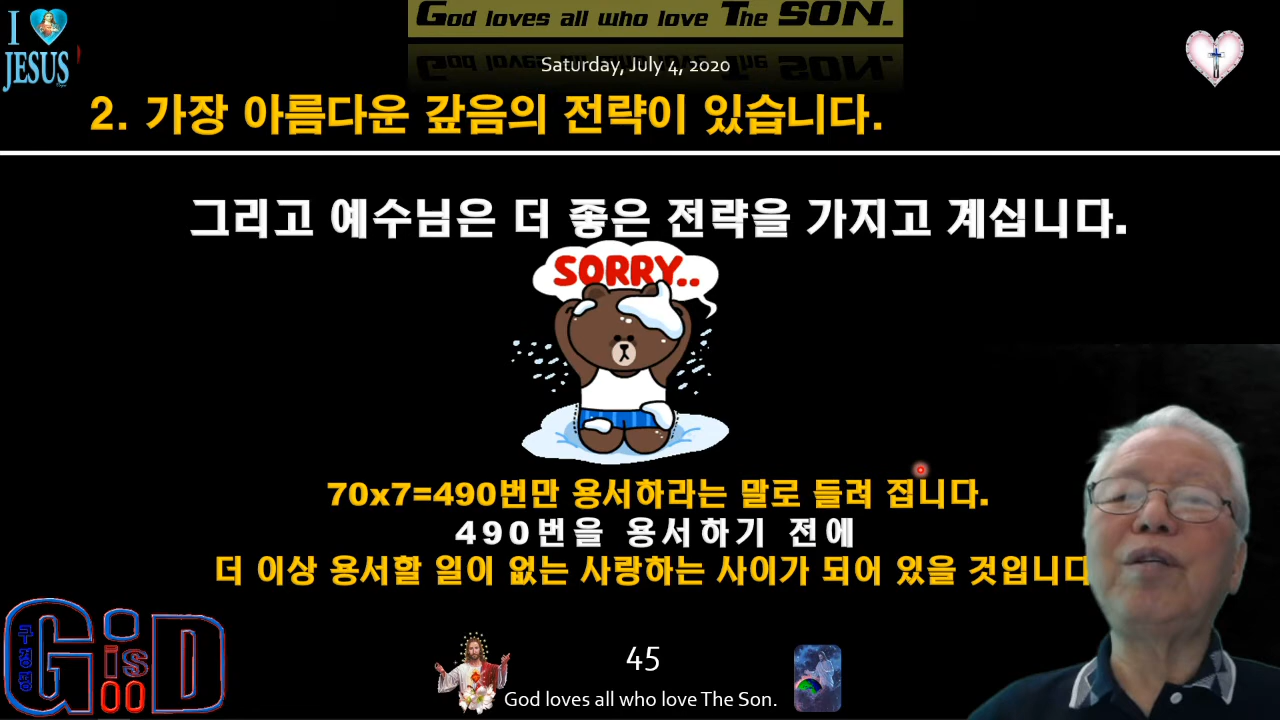 I
JESUS
God loves all who love The SON.
Saturday, July 4, 2020
2. 가장 아름다운 갚음의 전략이 있습니다.
그리고 예수님은 더 좋은 전략을 가지고 계십니다.
SORRY..
70x7=490번만 용서하라는 말로 들려 집니다.
490번을 용서하기 전에
더 이상 용서할 일이 없는 사랑하는 사이가 되어 있을 것입니다
GisD
구경명
45
God loves all who love The Son.